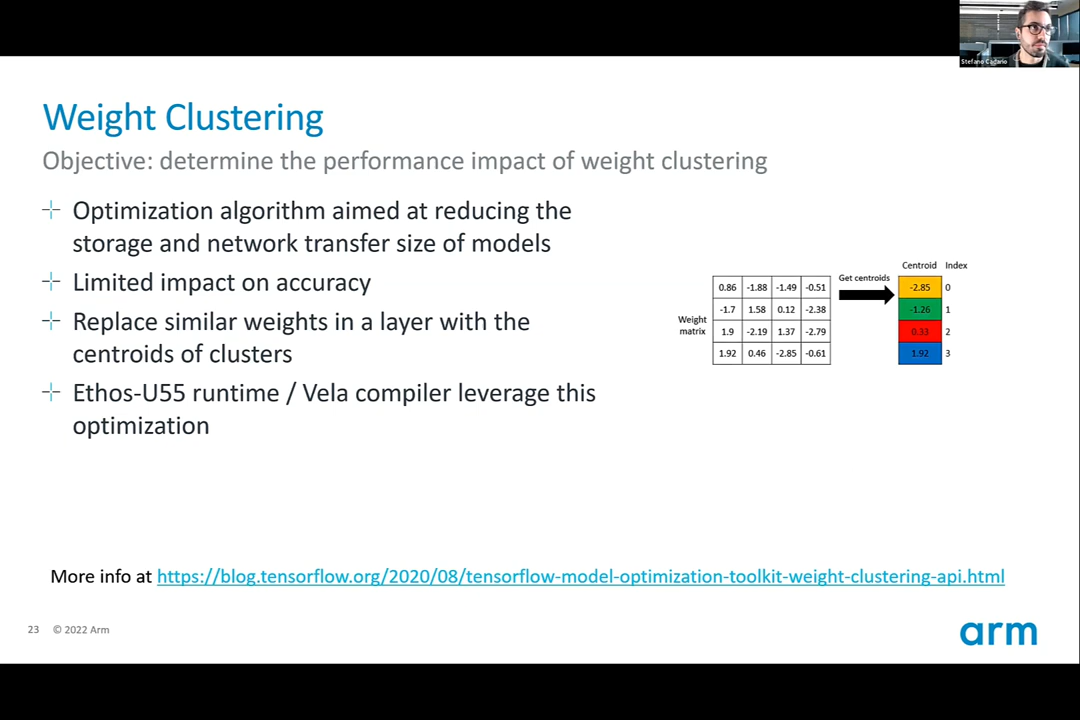 Stefano Cadario
Weight Clustering
Objective: determine the performance impact of weight clustering
Optimization algorithm aimed at reducing the
storage and network transfer size of models
Limited impact on accuracy
Replace similar weights in a layer with the
centroids of clusters
Ethos-U55 runtime / Vela compiler leverage this
optimization
Weight
matrix
0.86 -1.88 -1.49 -0.51
-1.7 1.58 0.12 -2.38
1.9 -2.19 1.37 -2.79
1.92 0.46 -2.85 -0.61
Get centroids
Centroid Index
-2.85 0
-1.26 1
0.33 2
1.92 3
More info at https://blog.tensorflow.org/2020/08/tensorflow-model-optimization-toolkit-weight-clustering-api.html
23 © 2022 Arm
arm